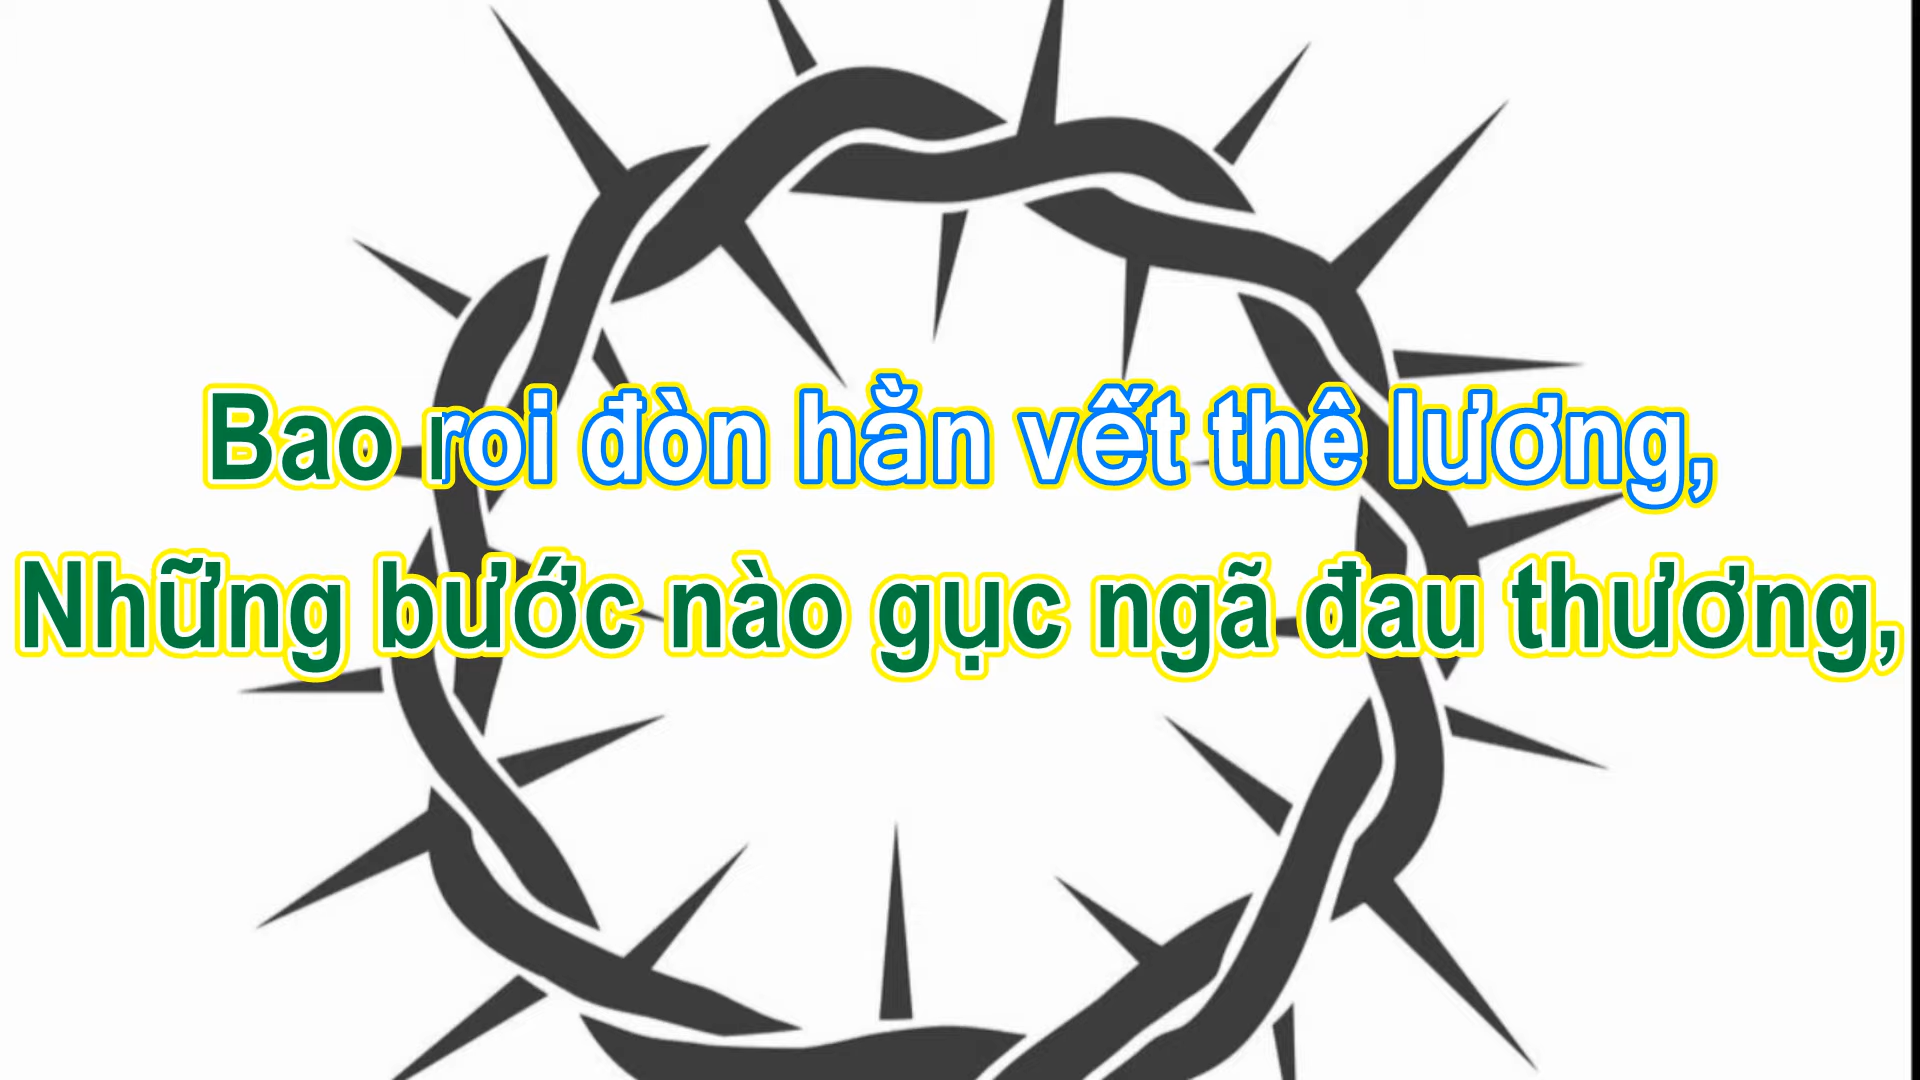 Bao roi đòn hằn vết thê lương,
Những bước nào gục ngã đau thương,